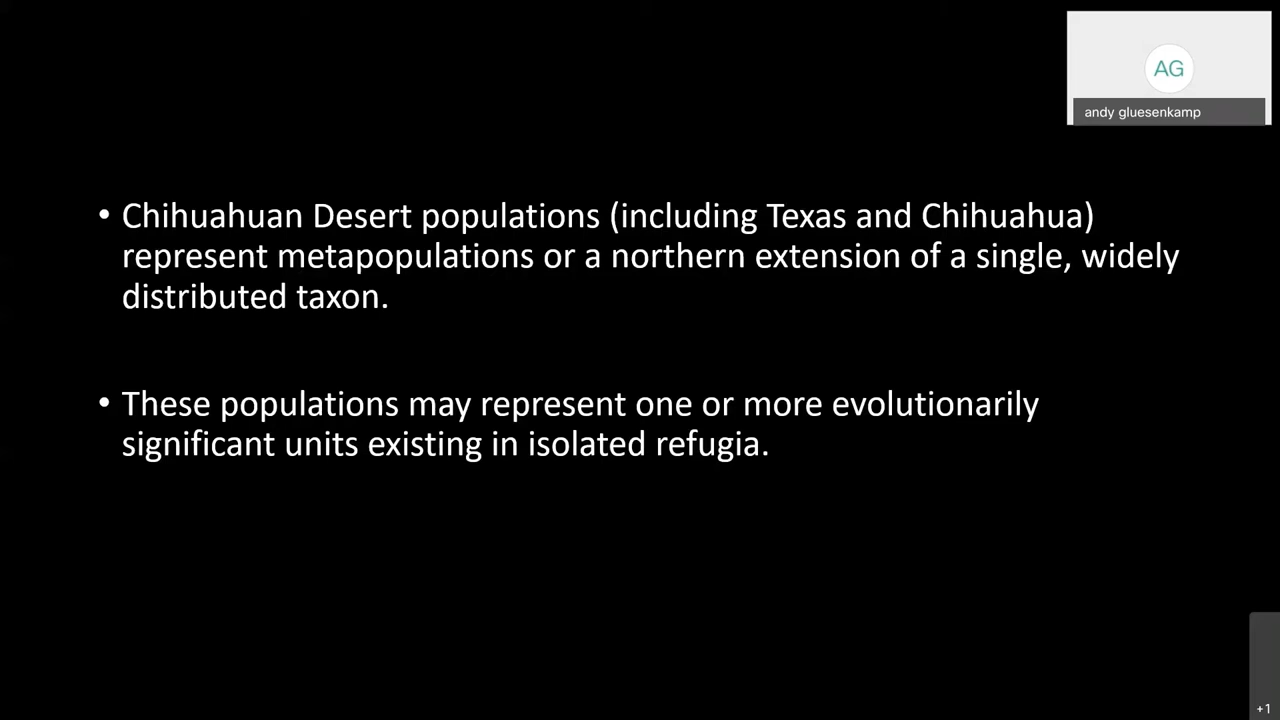 AG
andy gluesenkamp
• Chihuahuan Desert populations (including Texas and Chihuahua)
represent metapopulations or a northern extension of a single, widely
distributed taxon.
• These populations may represent one or more evolutionarily
significant units existing in isolated refugia.
+1